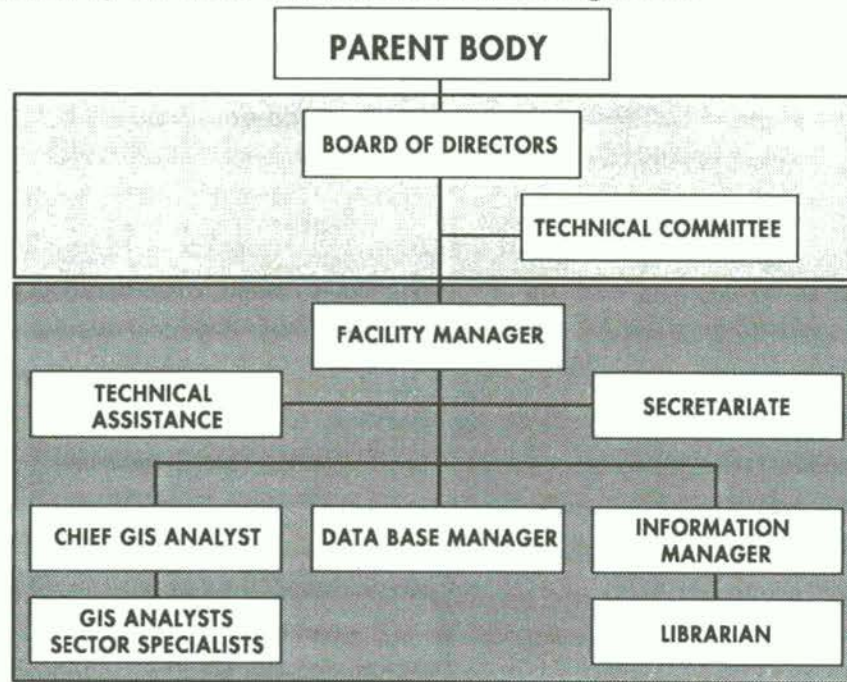 PARENT BODY
BOARD OF DIRECTORS
TECHNICAL COMMITTEE
FACILITY MANAGER
TECHNICAL
ASSISTANCE
SECRETARIATE
CHIEF GIS ANALYST
DATA BASE MANAGER
INFORMATION
MANAGER
GIS ANALYSTS
SECTOR SPECIALISTS
LIBRARIAN